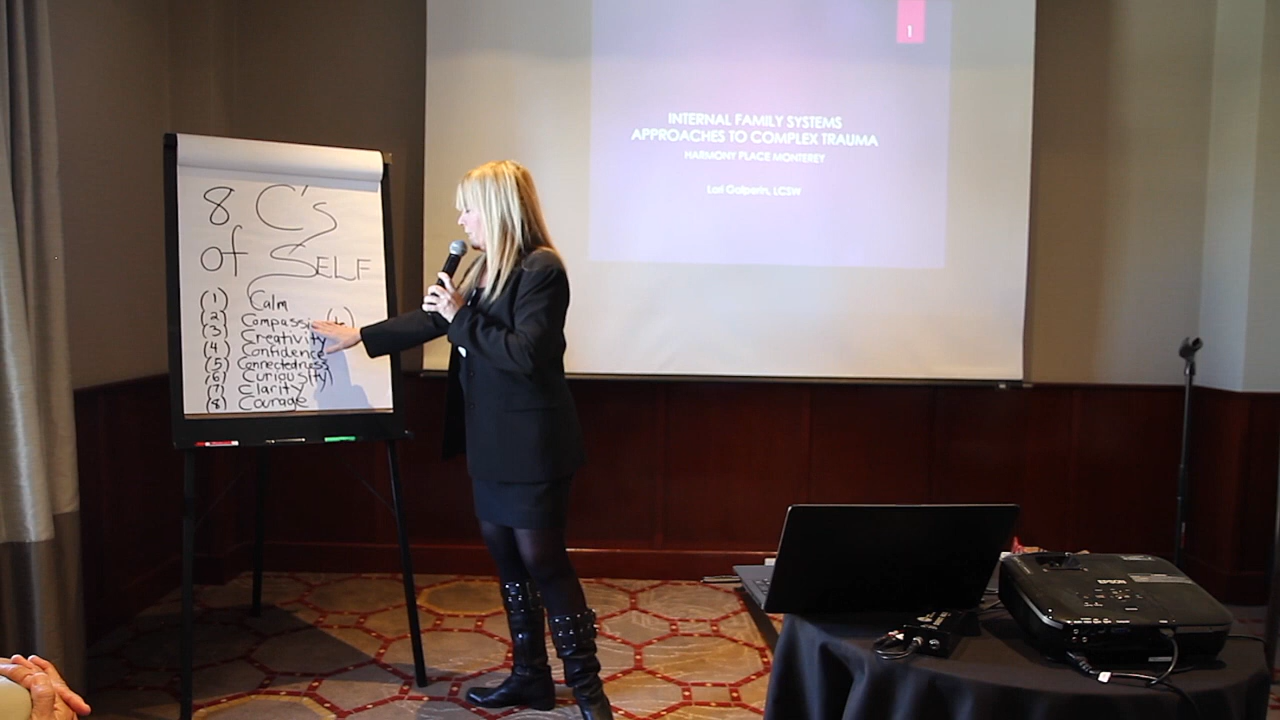 8 C's
of SELF
(1) Calm
(2)
(3) Creativity
(4) Confidence
(5) Connectedness
(6) Curiousity
(7) Clarity
(8) Courage
1
INTERNAL FAMILY SYSTEMS
APPROACHES TO COMPLEX TRAUMA
HARMONY PLACE MONTEREY
Lori Galperin, LCSW
EPSON